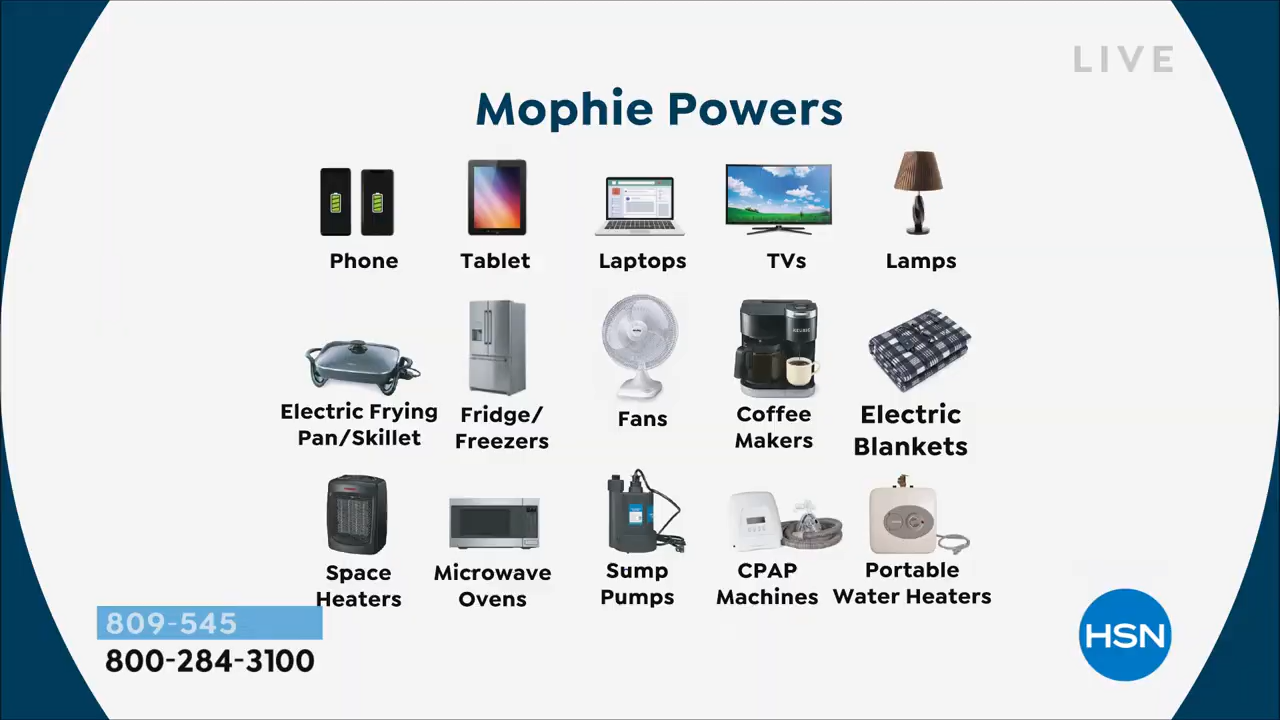 LIVE
Mophie Powers
Phone
Tablet
Laptops
TVs
Lamps
Electric Frying
Pan/Skillet
Fridge/
Freezers
Fans
KEURIG
Coffee
Makers
Electric
Blankets
Space
Heaters
Microwave
Ovens
Sump
Pumps
CPAP
Machines
Portable
Water Heaters
809-545
800-284-3100
HSN